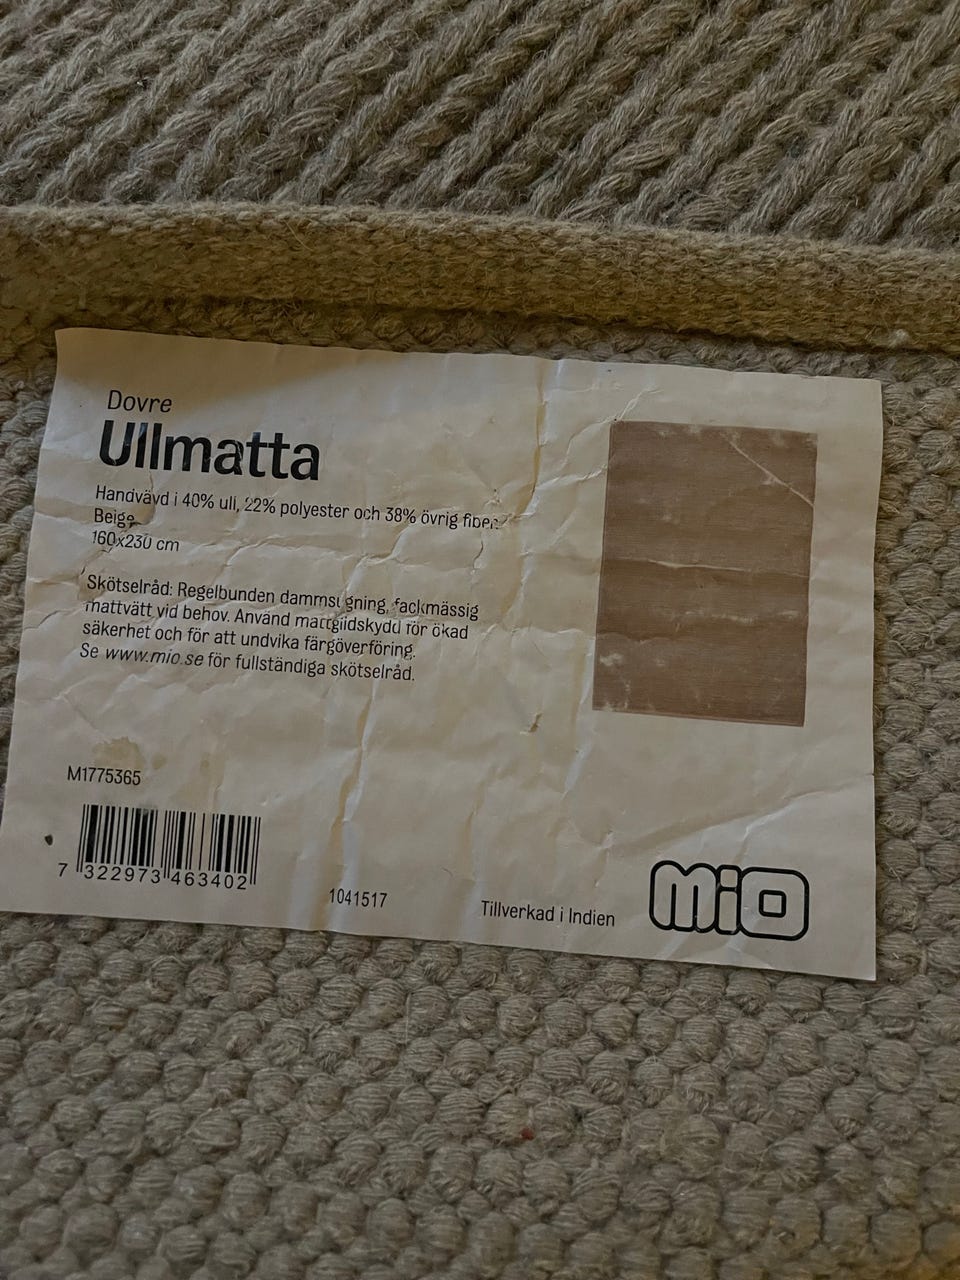 Dovre
Ullmatta
Handvävd i 40% ull, 22% polyester och 38% övrig fiber.
Beige
160x230 cm
Skötselråd: Regelbunden dammsugning, fackmässig
mattvätt vid behov. Använd mattglidskydd för ökad
säkerhet och för att undvika färgöverföring.
Se www.mio.se för fullständiga skötselråd.
M1775365
7 322973 463402
1041517
Tillverkad i Indien
mio